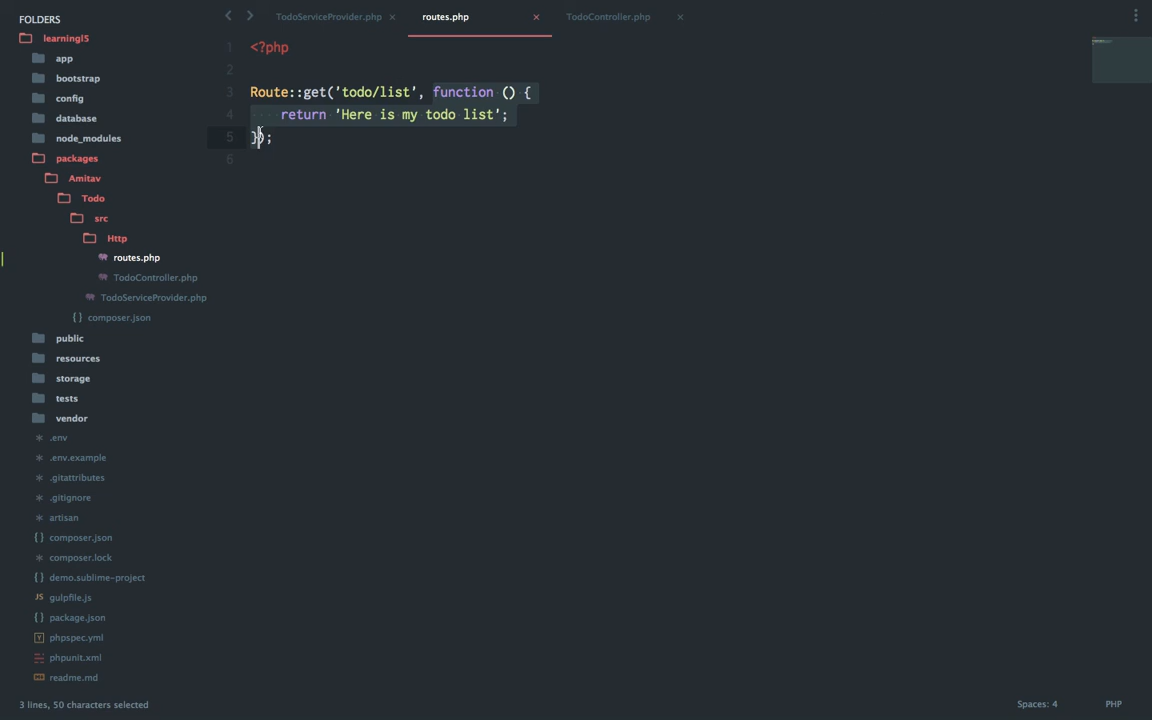 FOLDERS
learningl5
app
bootstrap
config
database
node_modules
packages
Amitav
Todo
src
Http
routes.php
TodoController.php
TodoServiceProvider.php
{} composer.json
public
resources
storage
tests
vendor
* .env
* .env.example
* .gitattributes
* .gitignore
* artisan
{} composer.json
* composer.lock
{} demo.sublime-project
JS gulpfile.js
{} package.json
Y phpspec.yml
phpunit.xml
readme.md
TodoServiceProvider.php × routes.php × TodoController.php ×
1 <?php
2
3 Route::get('todo/list', function () {
4     return 'Here is my todo list';
5 });
6
3 lines, 50 characters selected
Spaces: 4 PHP